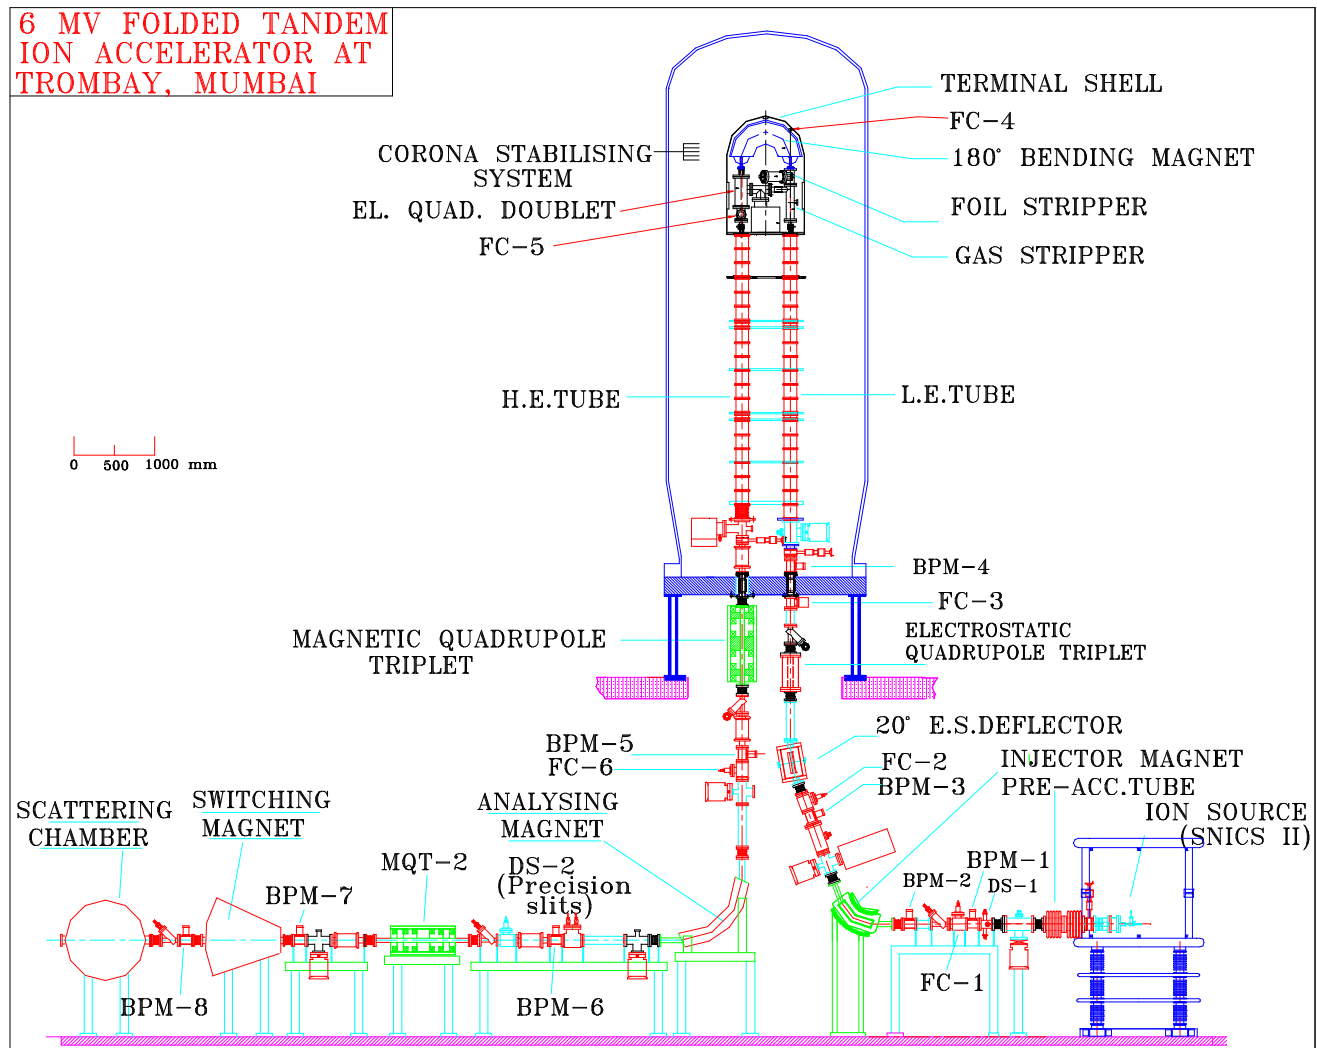 6 MV FOLDED TANDEM
ION ACCELERATOR AT
TROMBAY, MUMBAI
TERMINAL SHELL
FC-4
180° BENDING MAGNET
CORONA STABILISING
SYSTEM
EL. QUAD. DOUBLET
FOIL STRIPPER
FC-5
GAS STRIPPER
H.E.TUBE
L.E.TUBE
0 500 1000 mm
BPM-4
FC-3
MAGNETIC QUADRUPOLE
TRIPLET
ELECTROSTATIC
QUADRUPOLE TRIPLET
20° E.S.DEFLECTOR
BPM-5
FC-6
FC-2
BPM-3
INJECTOR MAGNET
PRE-ACC.TUBE
ION SOURCE
(SNICS II)
SCATTERING
CHAMBER
SWITCHING
MAGNET
ANALYSING
MAGNET
MQT-2
DS-2
(Precision
slits)
BPM-1
BPM-2
DS-1
BPM-7
FC-1
BPM-8
BPM-6